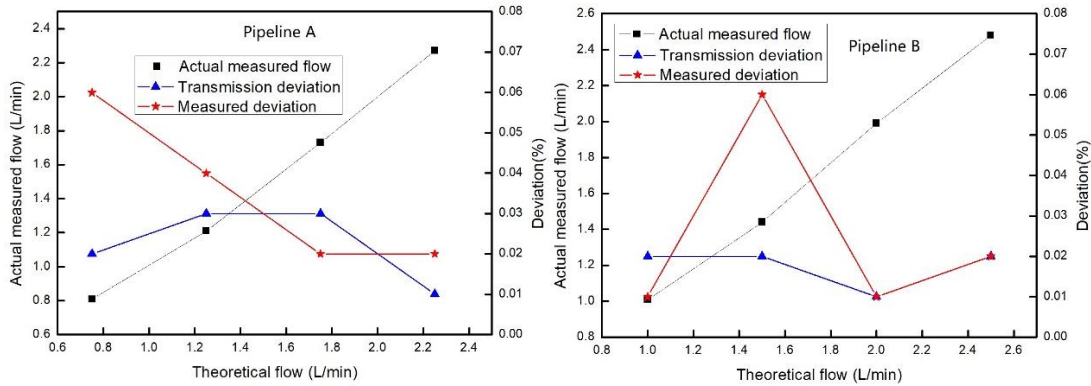 Pipeline A
Actual measured flow
Transmission deviation
Measured deviation
Actual measured flow (L/min)
2.4
2.2
2.0
1.8
1.6
1.4
1.2
1.0
0.8
0.6
0.08
0.07
0.06
0.05
0.04
0.03
0.02
0.01
0.00
Deviation(%)
0.6 0.8 1.0 1.2 1.4 1.6 1.8 2.0 2.2 2.4
Theoretical flow (L/min)
Pipeline B
Actual measured flow
Transmission deviation
Measured deviation
Actual measured flow (L/min)
2.6
2.4
2.2
2.0
1.8
1.6
1.4
1.2
1.0
0.8
0.08
0.07
0.06
0.05
0.04
0.03
0.02
0.01
0.00
Deviation(%)
0.8 1.0 1.2 1.4 1.6 1.8 2.0 2.2 2.4 2.6
Theoretical flow (L/min)